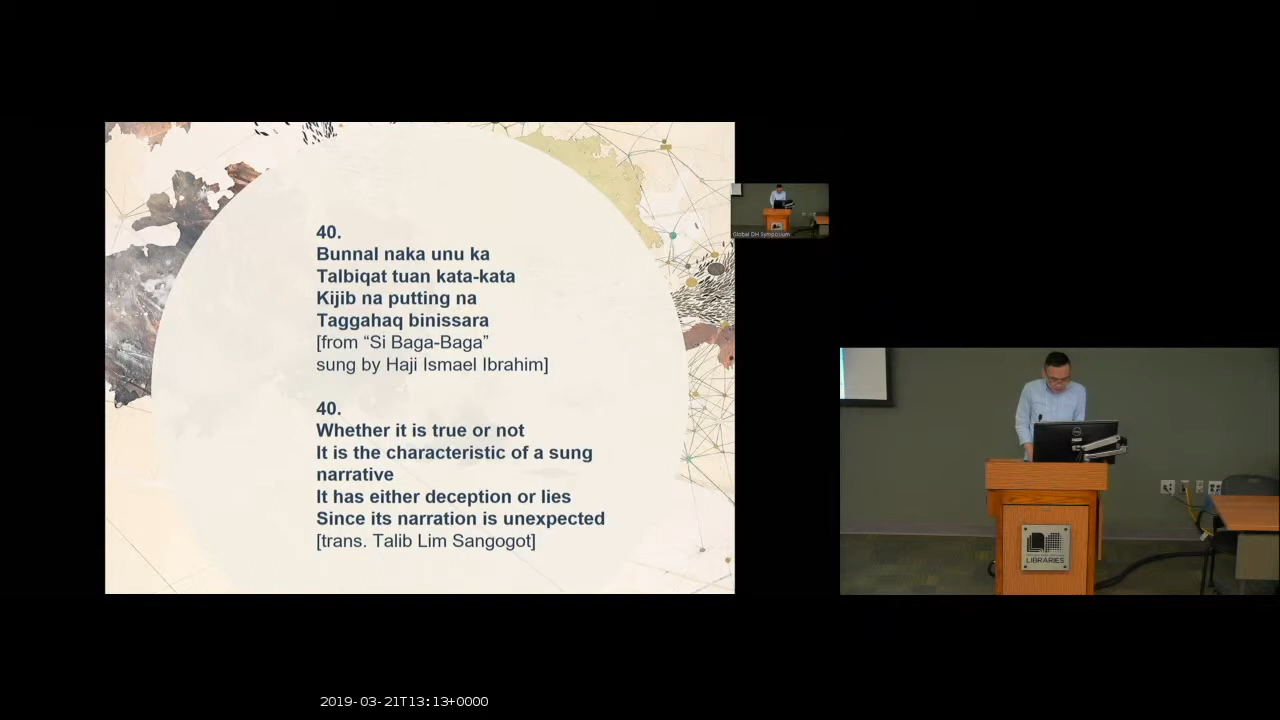 40.
Bunnal naka unu ka
Talbiqat tuan kata-kata
Kijib na putting na
Taggahaq binissara
[from “Si Baga-Baga”
sung by Haji Ismael Ibrahim]
40.
Whether it is true or not
It is the characteristic of a sung
narrative
It has either deception or lies
Since its narration is unexpected
[trans. Talib Lim Sangogot]
Global DH Symposium
LIBRARIES
2019-03-21T13:13+0000